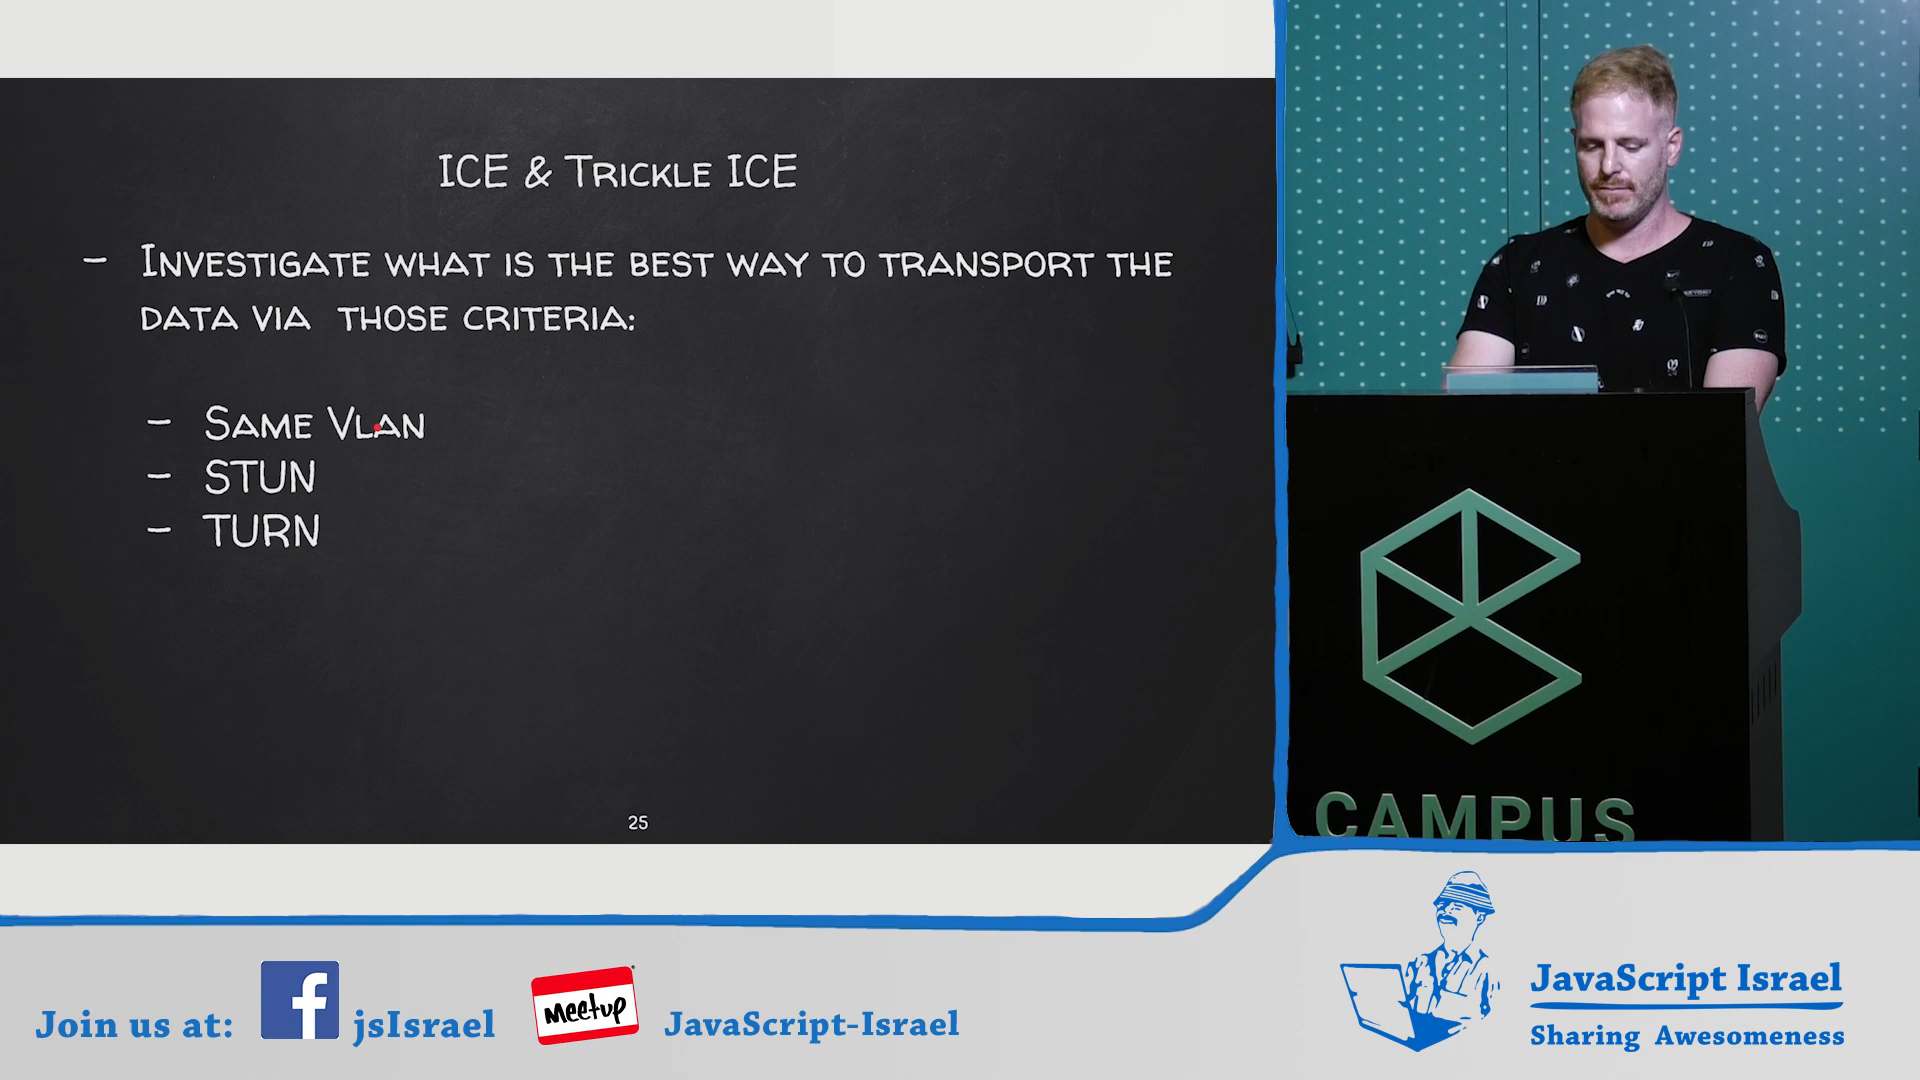 ICE & Trickle ICE
- Investigate what is the best way to transport the
data via those criteria:
- Same Vlan
- STUN
- TURN
25
CAMPUS
Join us at:
f
jsIsrael
Meetup
JavaScript-Israel
JavaScript Israel
Sharing Awesomeness